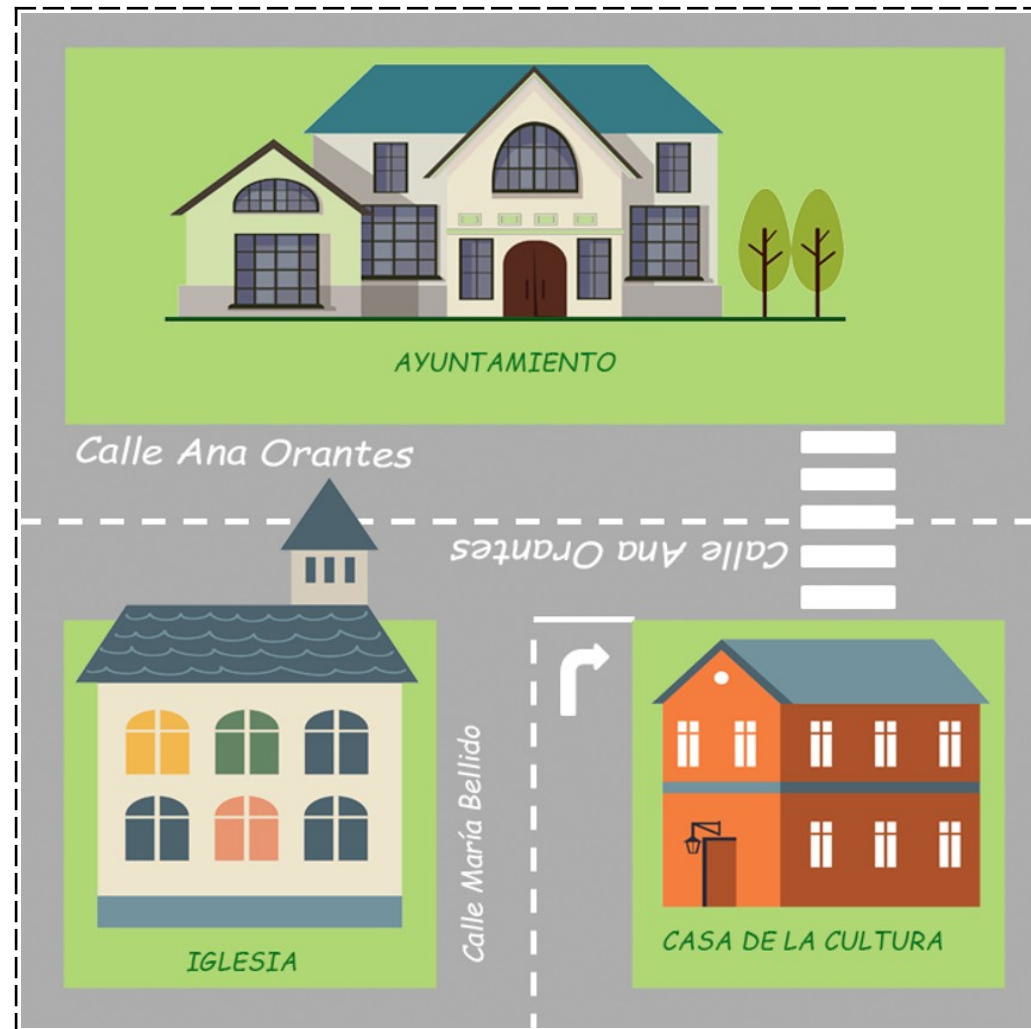 AYUNTAMIENTO
Calle Ana Orantes
Calle Ana Orantes
Calle María Bellido
IGLESIA
CASA DE LA CULTURA